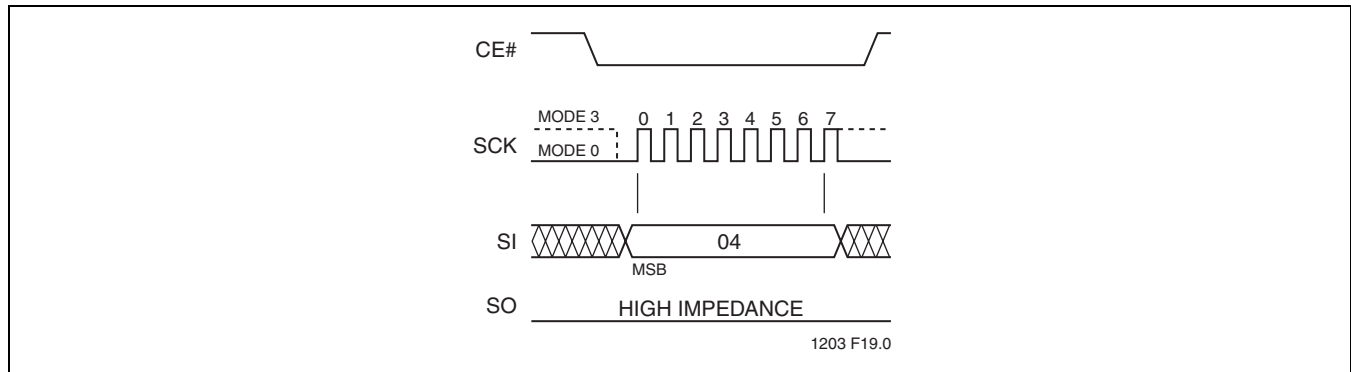 CE#
MODE 3
0 1 2 3 4 5 6 7
SCK
MODE 0
SI
04
MSB
SO
HIGH IMPEDANCE
1203 F19.0